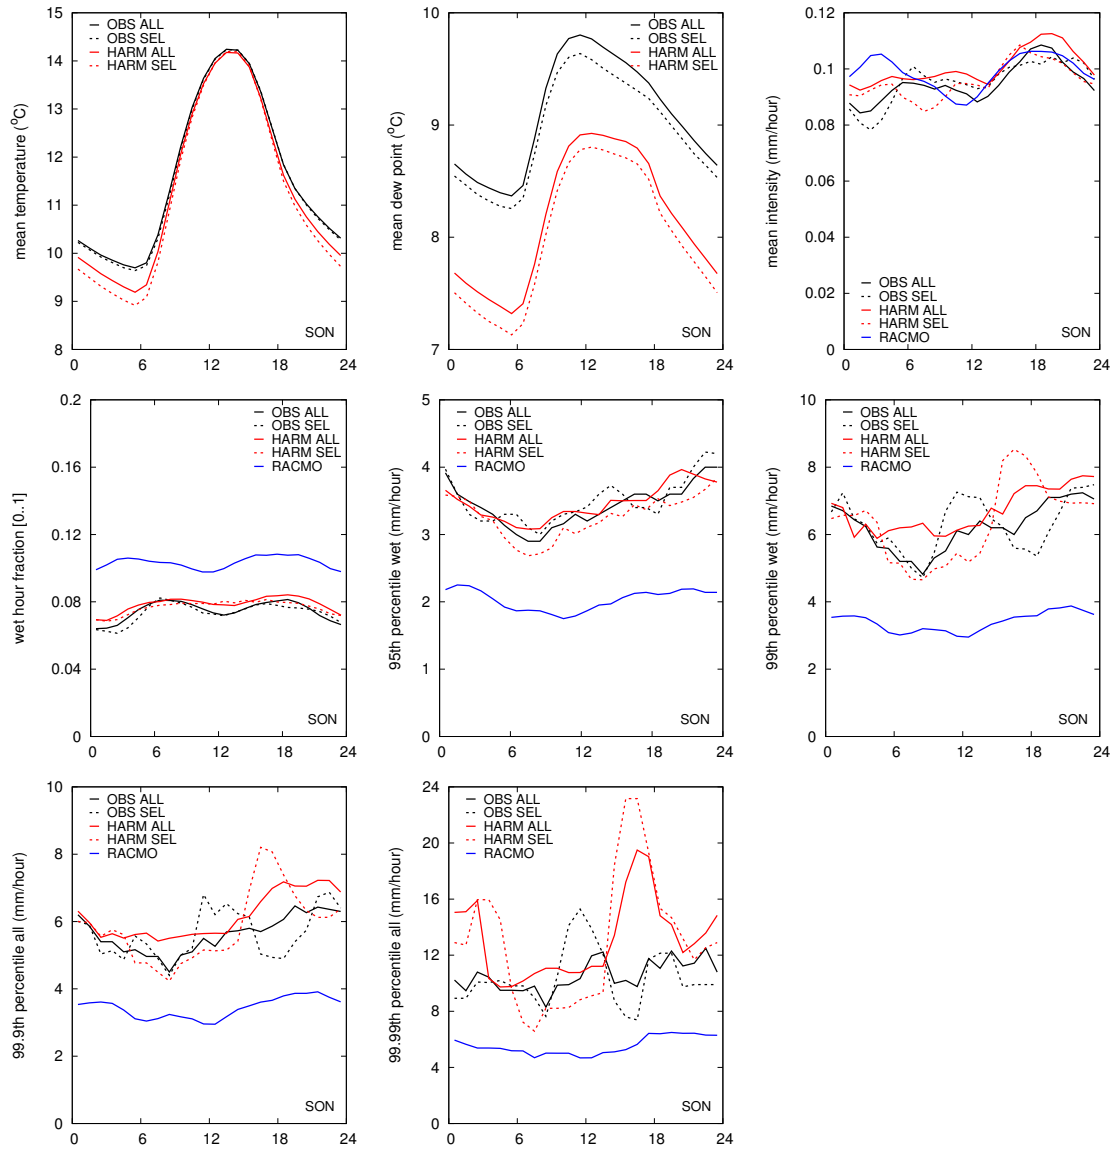 mean temperature (°C)
15
14
13
12
11
10
9
8
OBS ALL
OBS SEL
HARM ALL
HARM SEL
SON
0 6 12 18 24
mean dew point (°C)
10
9
8
7
OBS ALL
OBS SEL
HARM ALL
HARM SEL
SON
0 6 12 18 24
mean intensity (mm/hour)
0.12
0.1
0.08
0.06
0.04
0.02
0
OBS ALL
OBS SEL
HARM ALL
HARM SEL
RACMO
SON
0 6 12 18 24
wet hour fraction [0..1]
0.2
0.16
0.12
0.08
0.04
0
OBS ALL
OBS SEL
HARM ALL
HARM SEL
RACMO
SON
0 6 12 18 24
95th percentile wet (mm/hour)
5
4
3
2
1
0
OBS ALL
OBS SEL
HARM ALL
HARM SEL
RACMO
SON
0 6 12 18 24
99th percentile wet (mm/hour)
10
8
6
4
2
0
OBS ALL
OBS SEL
HARM ALL
HARM SEL
RACMO
SON
0 6 12 18 24
99.9th percentile all (mm/hour)
10
8
6
4
2
0
OBS ALL
OBS SEL
HARM ALL
HARM SEL
RACMO
SON
0 6 12 18 24
99.99th percentile all (mm/hour)
24
20
16
12
8
4
0
OBS ALL
OBS SEL
HARM ALL
HARM SEL
RACMO
SON
0 6 12 18 24